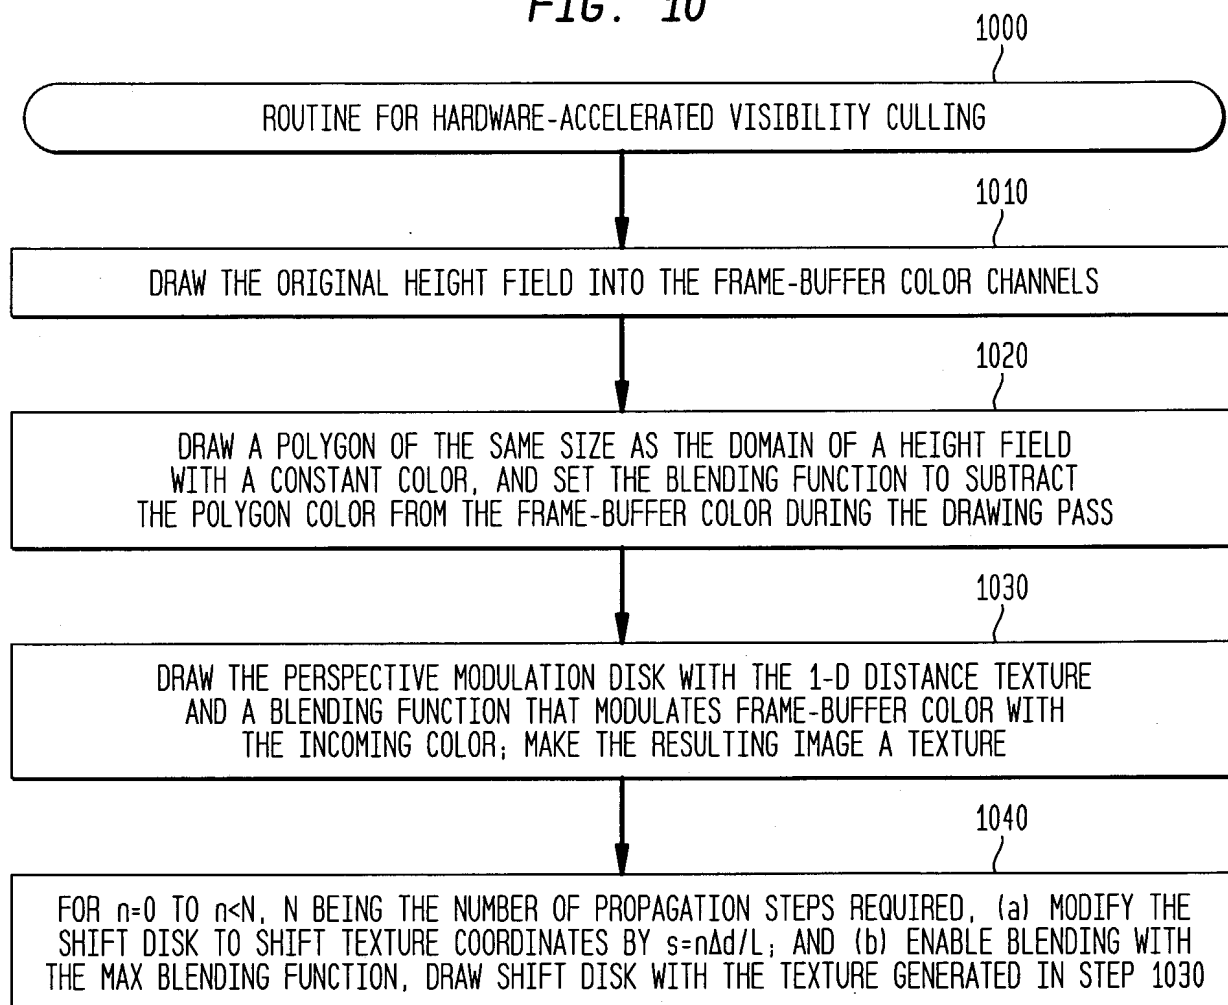 FIG. 10
1000
ROUTINE FOR HARDWARE-ACCELERATED VISIBILITY CULLING
1010
DRAW THE ORIGINAL HEIGHT FIELD INTO THE FRAME-BUFFER COLOR CHANNELS
1020
DRAW A POLYGON OF THE SAME SIZE AS THE DOMAIN OF A HEIGHT FIELD
WITH A CONSTANT COLOR, AND SET THE BLENDING FUNCTION TO SUBTRACT
THE POLYGON COLOR FROM THE FRAME-BUFFER COLOR DURING THE DRAWING PASS
1030
DRAW THE PERSPECTIVE MODULATION DISK WITH THE 1-D DISTANCE TEXTURE
AND A BLENDING FUNCTION THAT MODULATES FRAME-BUFFER COLOR WITH
THE INCOMING COLOR; MAKE THE RESULTING IMAGE A TEXTURE
1040
FOR n=0 TO n<N, N BEING THE NUMBER OF PROPAGATION STEPS REQUIRED, (a) MODIFY THE
SHIFT DISK TO SHIFT TEXTURE COORDINATES BY s=nΔd/L; AND (b) ENABLE BLENDING WITH
THE MAX BLENDING FUNCTION, DRAW SHIFT DISK WITH THE TEXTURE GENERATED IN STEP 1030